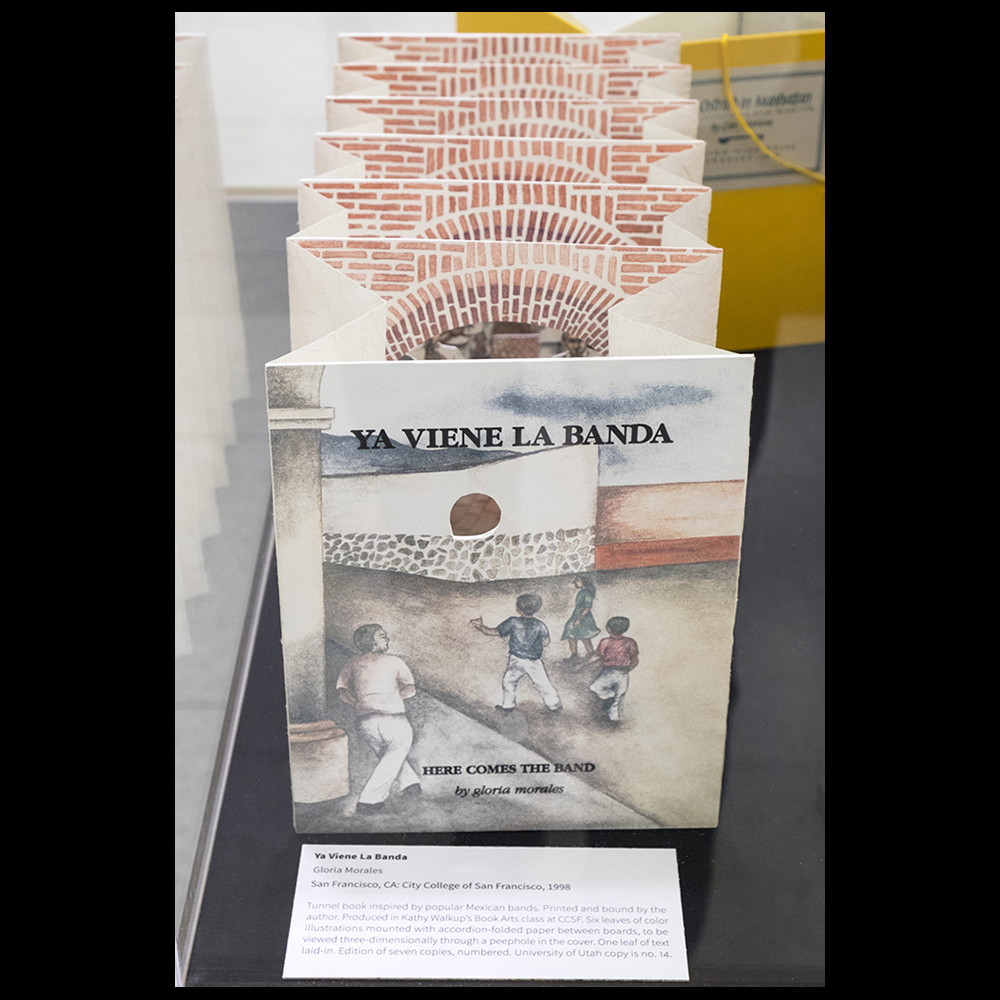 in Manhattan
YA VIENE LA BANDA
HERE COMES THE BAND
by gloria morales
Ya Viene La Banda
Gloria Morales
San Francisco, CA: City College of San Francisco, 1998
Tunnel book inspired by popular Mexican bands. Printed and bound by the
author. Produced in Kathy Walkup's Book Arts class at CCSF. Six leaves of color
illustrations mounted with accordion-folded paper between boards, to be
viewed three-dimensionally through a peephole in the cover. One leaf of text
laid-in. Edition of seven copies, numbered. University of Utah copy is no. 14.